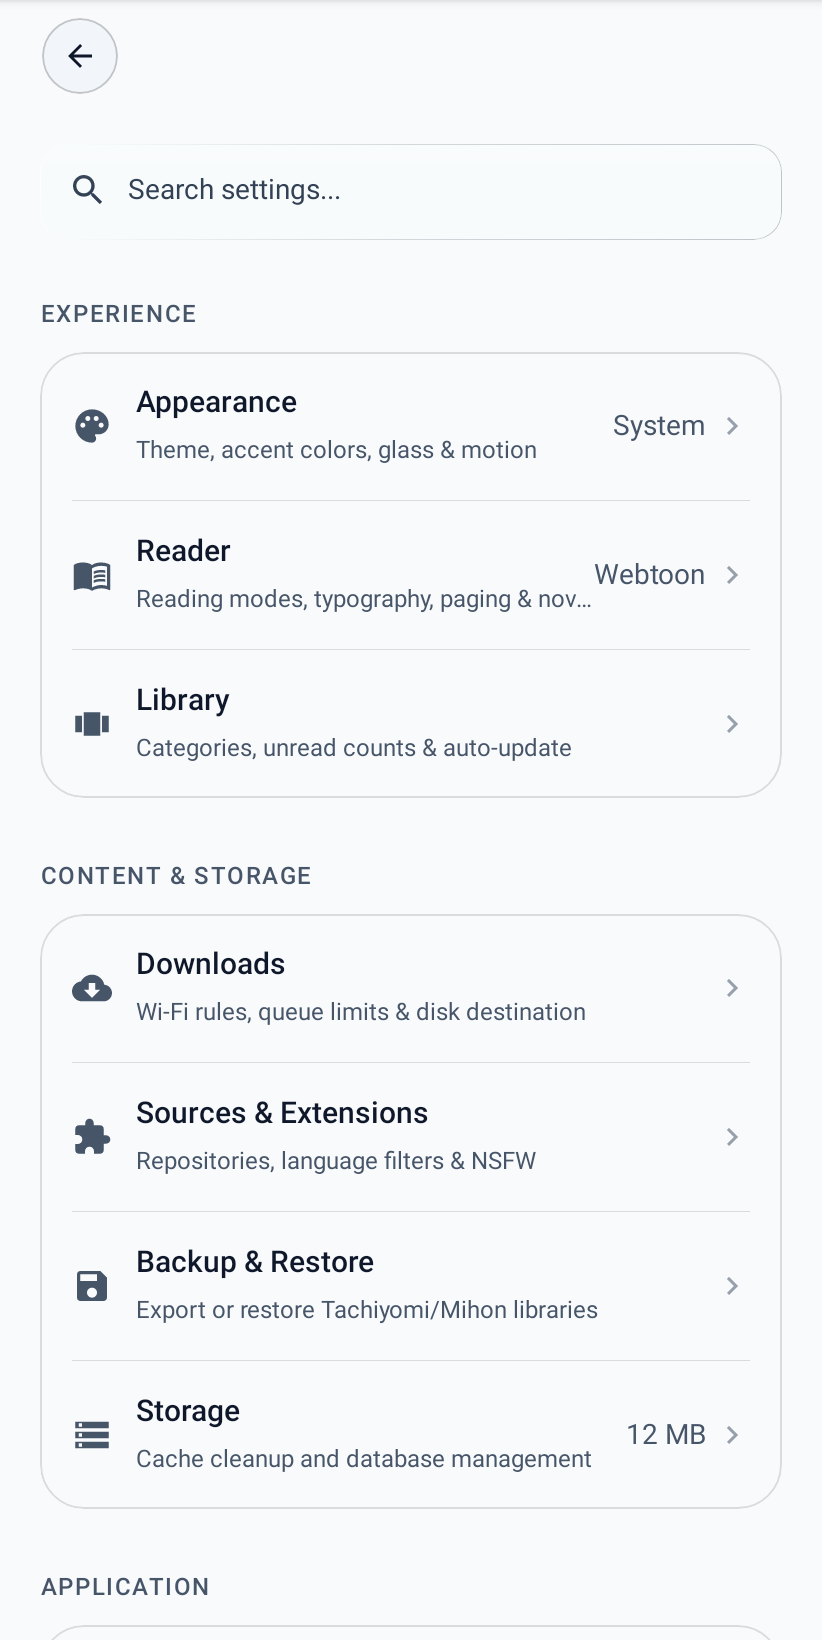 Search settings...
EXPERIENCE
Appearance
Theme, accent colors, glass & motion
System
Reader
Reading modes, typography, paging & nov...
Webtoon
Library
Categories, unread counts & auto-update
CONTENT & STORAGE
Downloads
Wi-Fi rules, queue limits & disk destination
Sources & Extensions
Repositories, language filters & NSFW
Backup & Restore
Export or restore Tachiyomi/Mihon libraries
Storage
Cache cleanup and database management
12 MB
APPLICATION